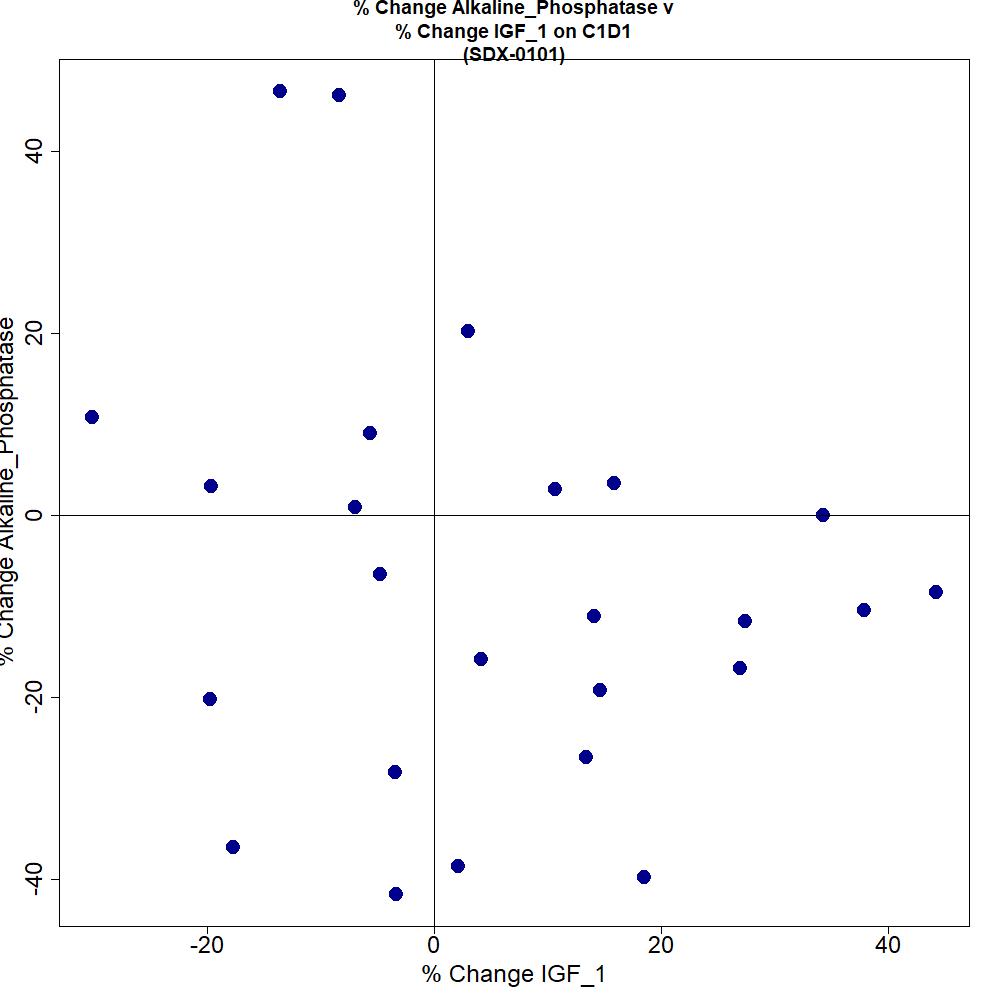 % Change Alkaline_Phosphatase v
% Change IGF_1 on C1D1
(SDX-0101)
% Change Alkaline_Phosphatase
40
20
0
-20
-40
-20
0
20
40
% Change IGF_1